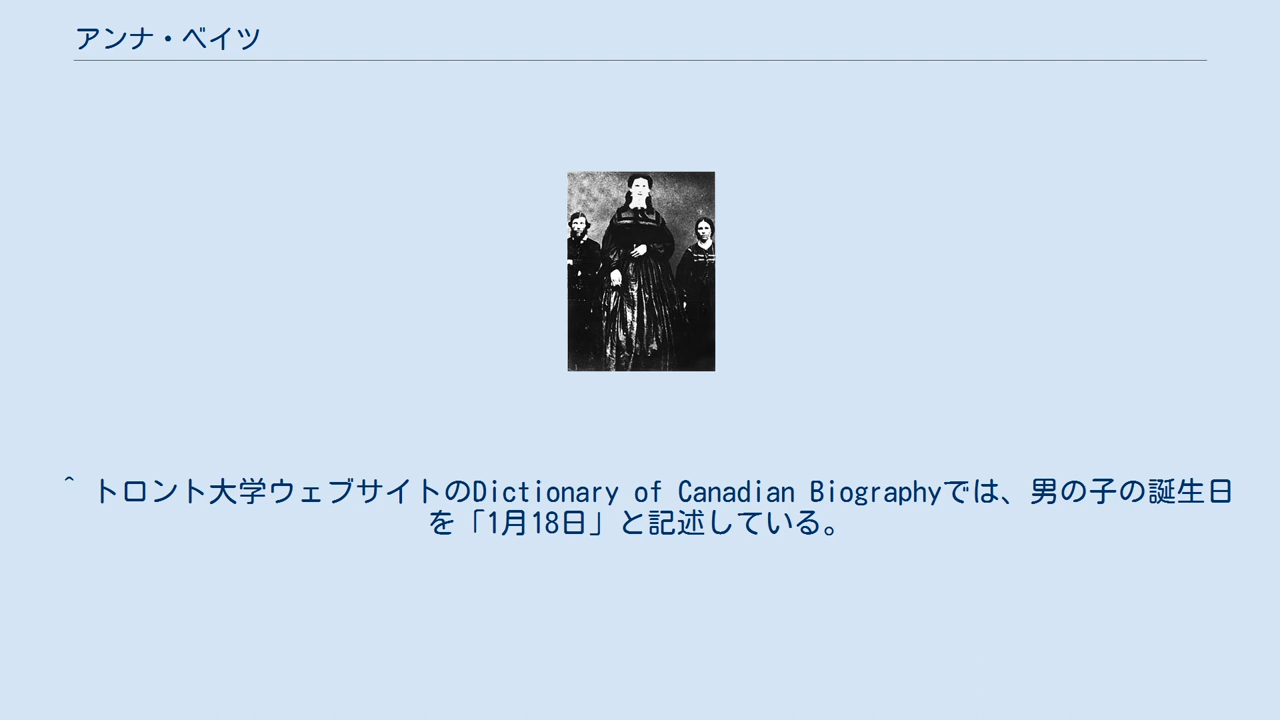 アンナ・ベイツ
^ トロント大学ウェブサイトのDictionary of Canadian Biographyでは、男の子の誕生日
を「1月18日」と記述している。